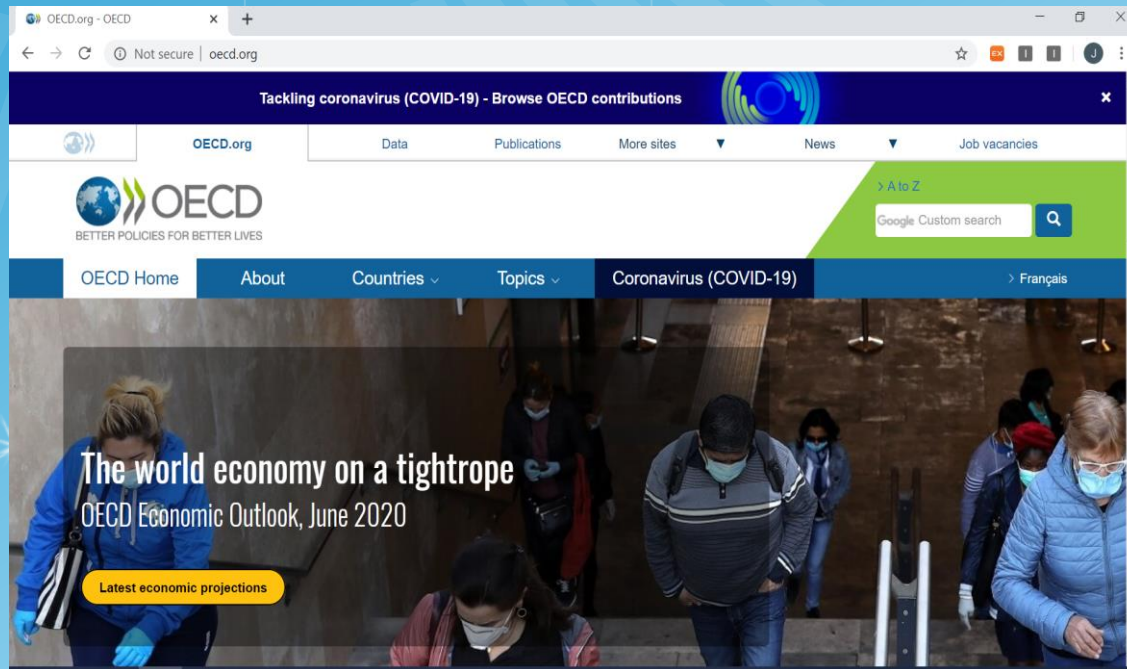 OECD.org - OECD
Not secure | oecd.org
EX
J
Tackling coronavirus (COVID-19) - Browse OECD contributions
OECD.org Data Publications More sites ▼ News ▼ Job vacancies
> A to Z
OECD
BETTER POLICIES FOR BETTER LIVES
Google Custom search
OECD Home About Countries Topics Coronavirus (COVID-19) > Français
The world economy on a tightrope
OECD Economic Outlook, June 2020
Latest economic projections